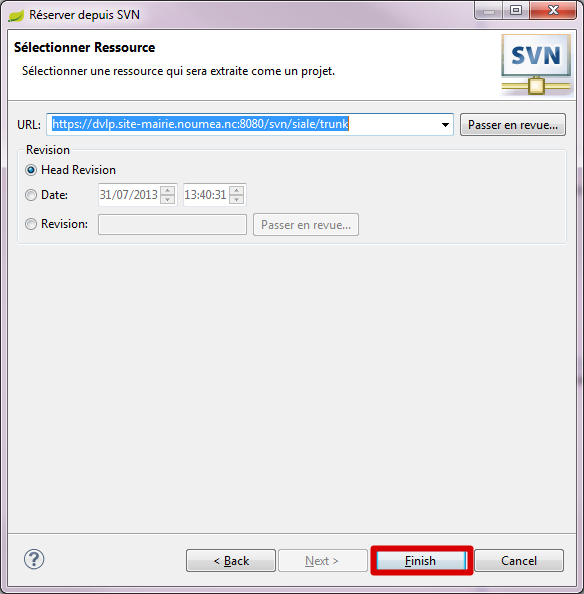 Réserver depuis SVN
Sélectionner Ressource
Sélectionner une ressource qui sera extraite come un projet.
SVN
URL: https://dvlp.site-mairie.noumea.nc:8080/svn/siale/trunk Passer en revue...
Revision
Head Revision
Date: 31/07/2013 13:40:31
Revision: Passer en revue...
?
< Back Next > Finish Cancel